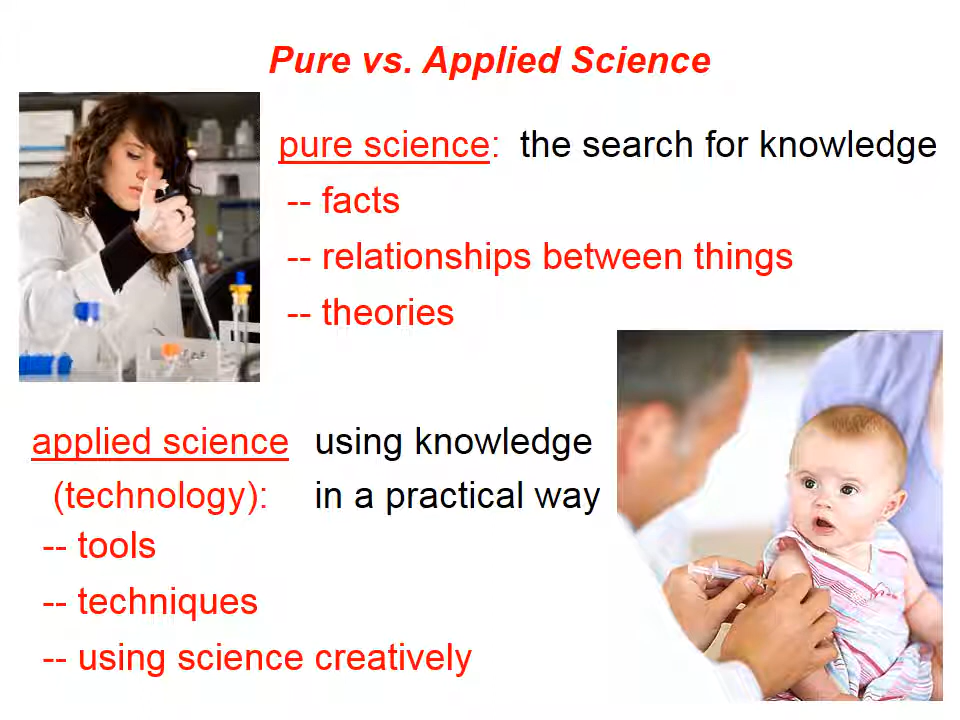 Pure vs. Applied Science
pure science: the search for knowledge
-- facts
-- relationships between things
-- theories
applied science using knowledge
(technology): in a practical way
-- tools
-- techniques
-- using science creatively